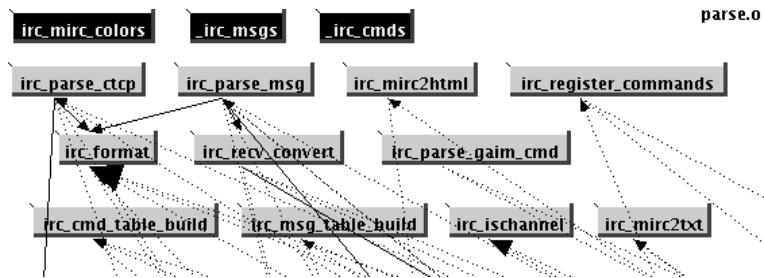 parse.o
irc_mirc_colors _irc_msgs _irc_cmds
irc_parse_ctcp irc_parse_msg irc_mirc2html irc_register_commands
irc_format irc_recv_convert irc_parse_gaim_cmd
irc_cmd_table_build irc_msg_table_build irc_ischannel irc_mirc2txt